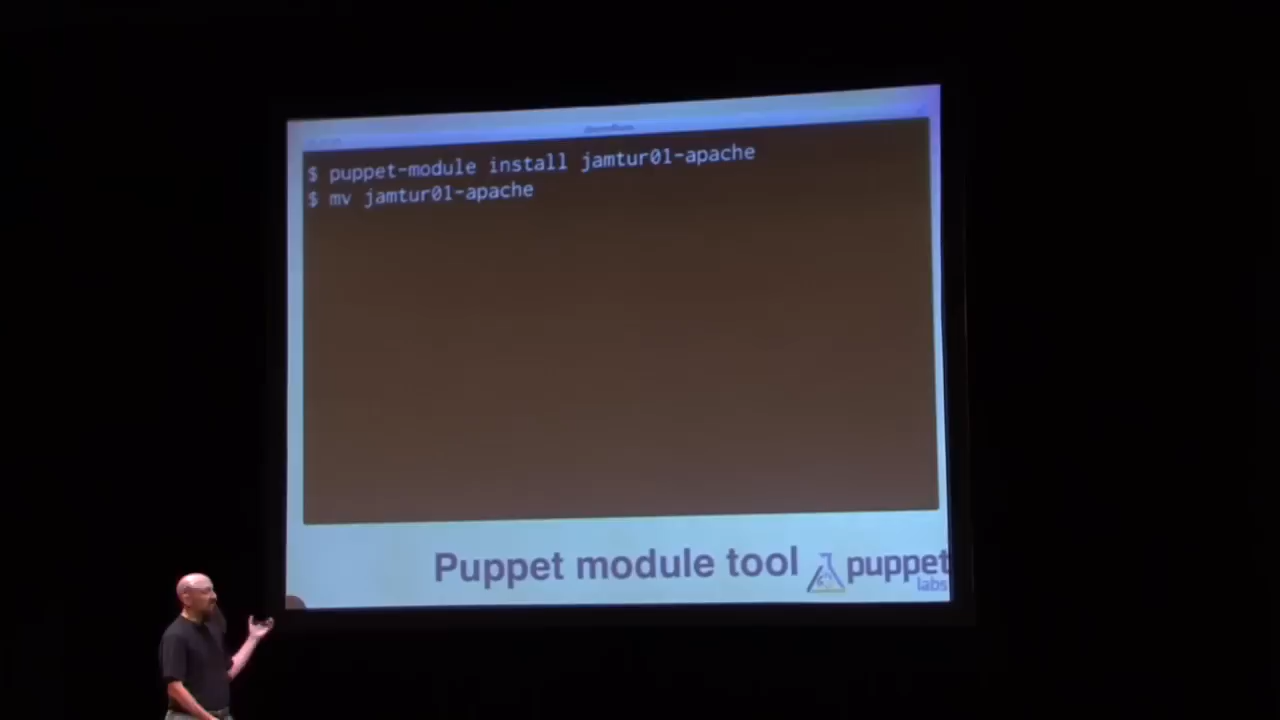 $ puppet-module install jamtur01-apache
$ mv jamtur01-apache
Puppet module tool
puppet
labs